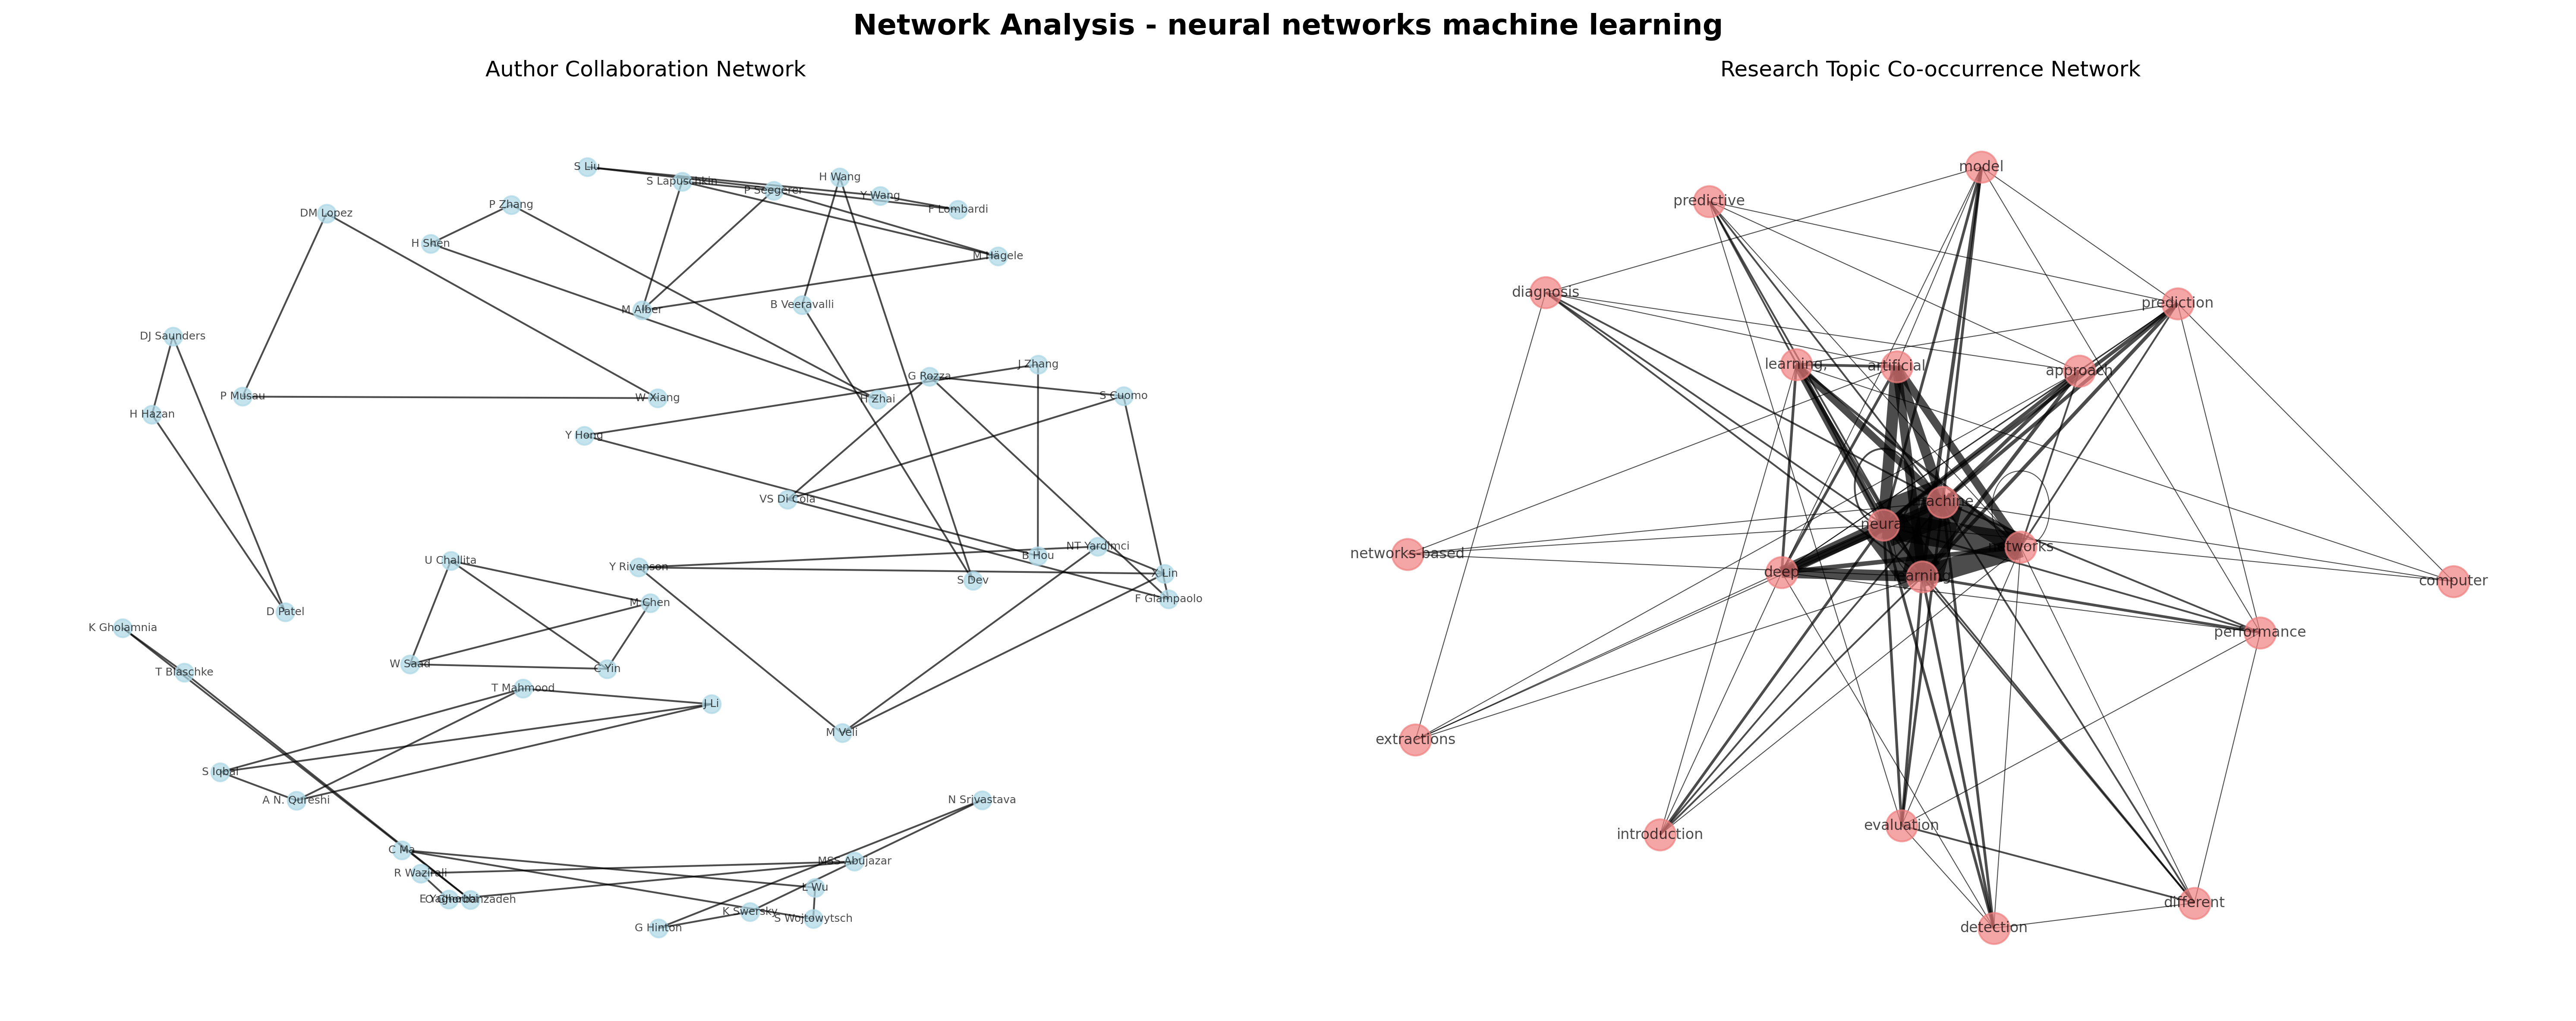 Network Analysis - neural networks machine learning
Author Collaboration Network
S Liu
S Lapuschkin
P Seegerer
H Wang
Y Wang
F Lombardi
P Zhang
DM Lopez
H Shen
M Hägele
B Veeravalli
M Alber
DJ Saunders
J Zhang
G Rozza
P Musau
W Xiang
H Zhai
S Cuomo
H Hazan
Y Hong
VS Di Cola
NT Yardimci
B Hou
U Challita
Y Rivenson
X Lin
S Dev
F Giampaolo
M Chen
D Patel
K Gholamnia
W Saad
C Yin
T Blaschke
T Mahmood
J Li
M Veli
S Iqbal
A N. Qureshi
N Srivastava
C Ma
MSS Abujazar
R Wazirali
L Wu
K Swersky
S Wojtowytsch
G Hinton
Research Topic Co-occurrence Network
model
predictive
diagnosis
prediction
learning,
artificial
approach
machine
neural
networks
networks-based
deep
learning
computer
performance
extractions
introduction
evaluation
different
detection